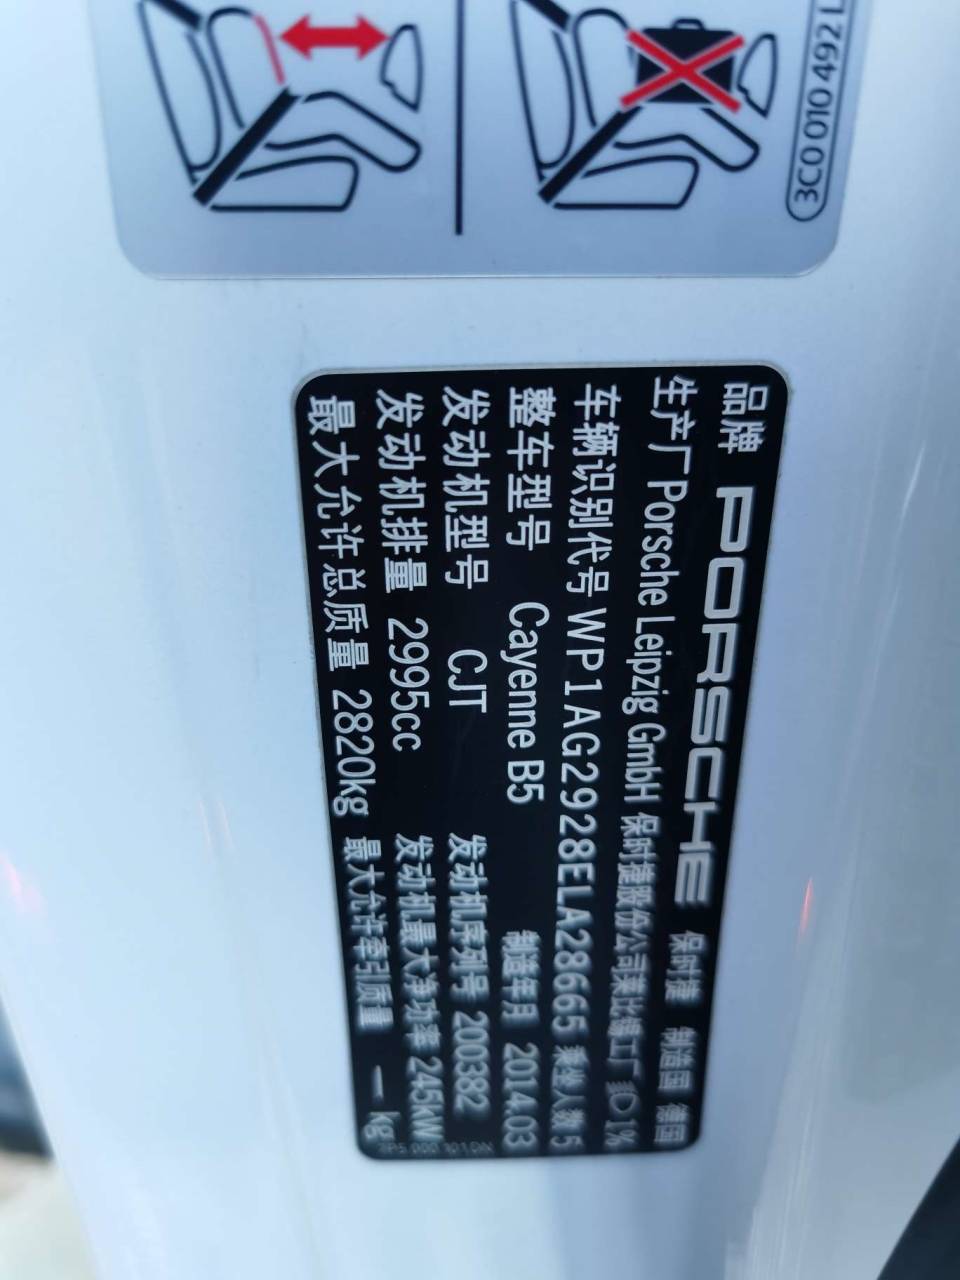 3C0 010 492 L
品牌 PORSCHE 保时捷 制造国 德国
生产厂 Porsche Leipzig GmbH 保时捷股份公司莱比锡工厂 1%
车辆识别代号 WP1AG2928ELA28665 乘坐人数 5
整车型号 Cayenne B5 制造年月 2014.03
发动机型号 CJT 发动机序列号 200382
发动机排量 2995cc 发动机最大净功率 245kW
最大允许总质量 2820kg 最大允许牵引质量 — kg
7P5 000 101 DN